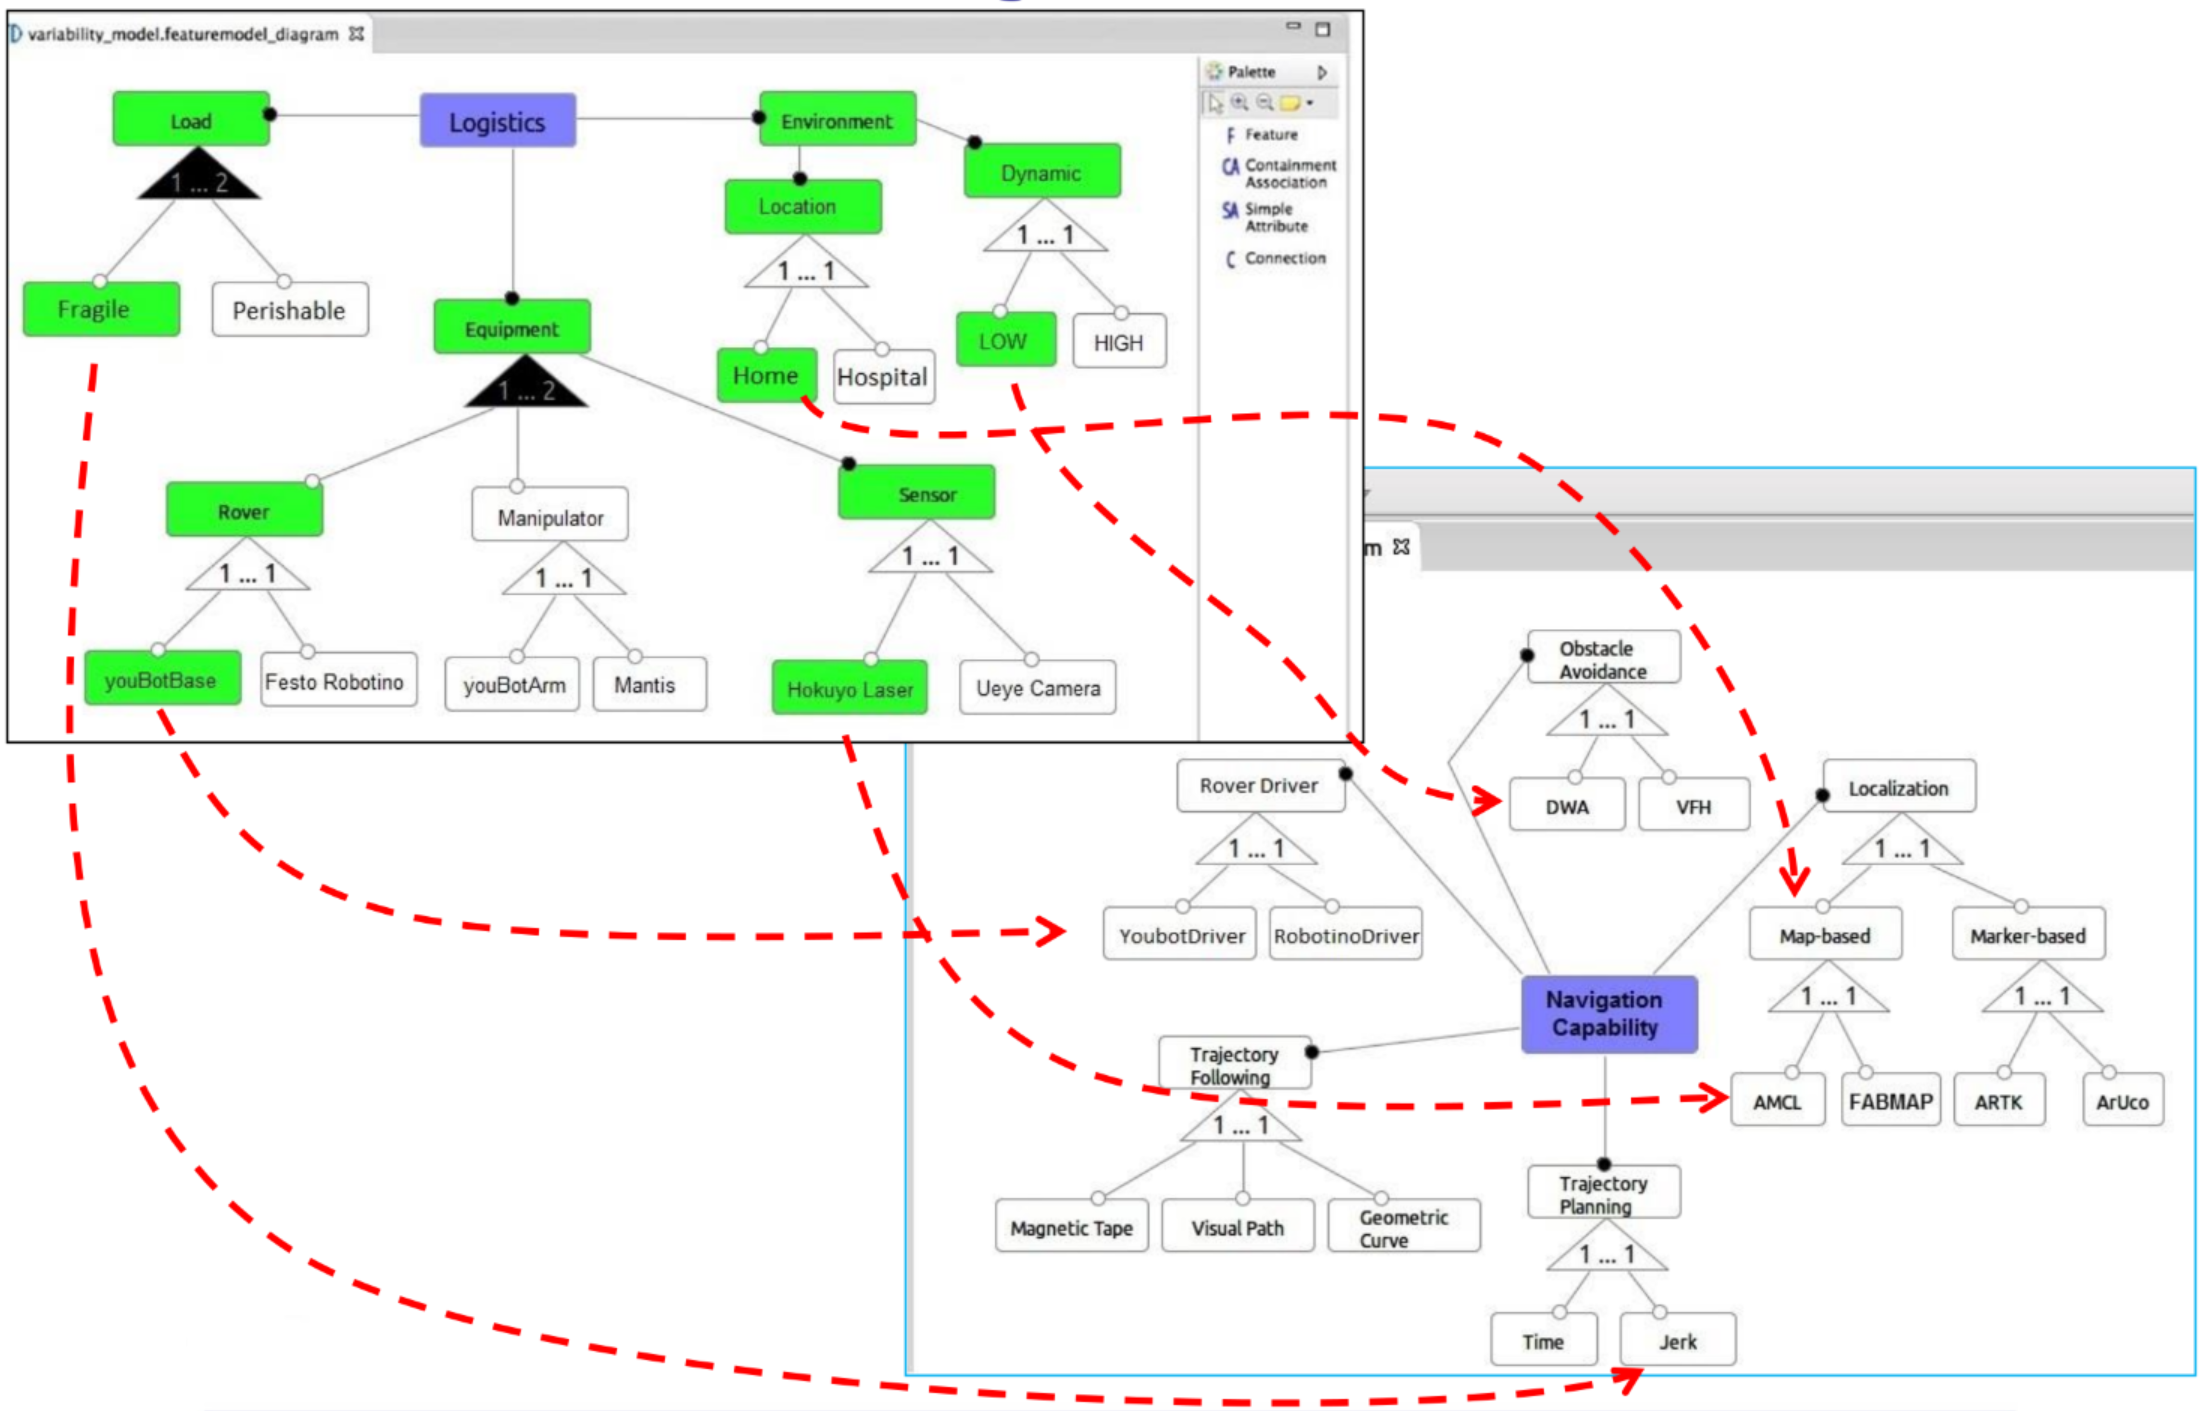 variability_model.featuremodel_diagram
Palette
Feature
Containment
Association
Simple
Attribute
Connection
Load
Logistics
Environment
Dynamic
Location
1 ... 2
1 ... 1
1 ... 1
Fragile
Perishable
Equipment
LOW
HIGH
Home
Hospital
1 ... 2
Rover
Manipulator
Sensor
1 ... 1
1 ... 1
1 ... 1
youBotBase
Festo Robotino
youBotArm
Mantis
Hokuyo Laser
Ueye Camera
m
Obstacle
Avoidance
1 ... 1
DWA
VFH
Rover Driver
1 ... 1
YoubotDriver
RobotinoDriver
Localization
1 ... 1
Map-based
Marker-based
1 ... 1
1 ... 1
AMCL
FABMAP
ARTK
ArUco
Navigation
Capability
Trajectory
Following
1 ... 1
Magnetic Tape
Visual Path
Geometric
Curve
Trajectory
Planning
1 ... 1
Time
Jerk